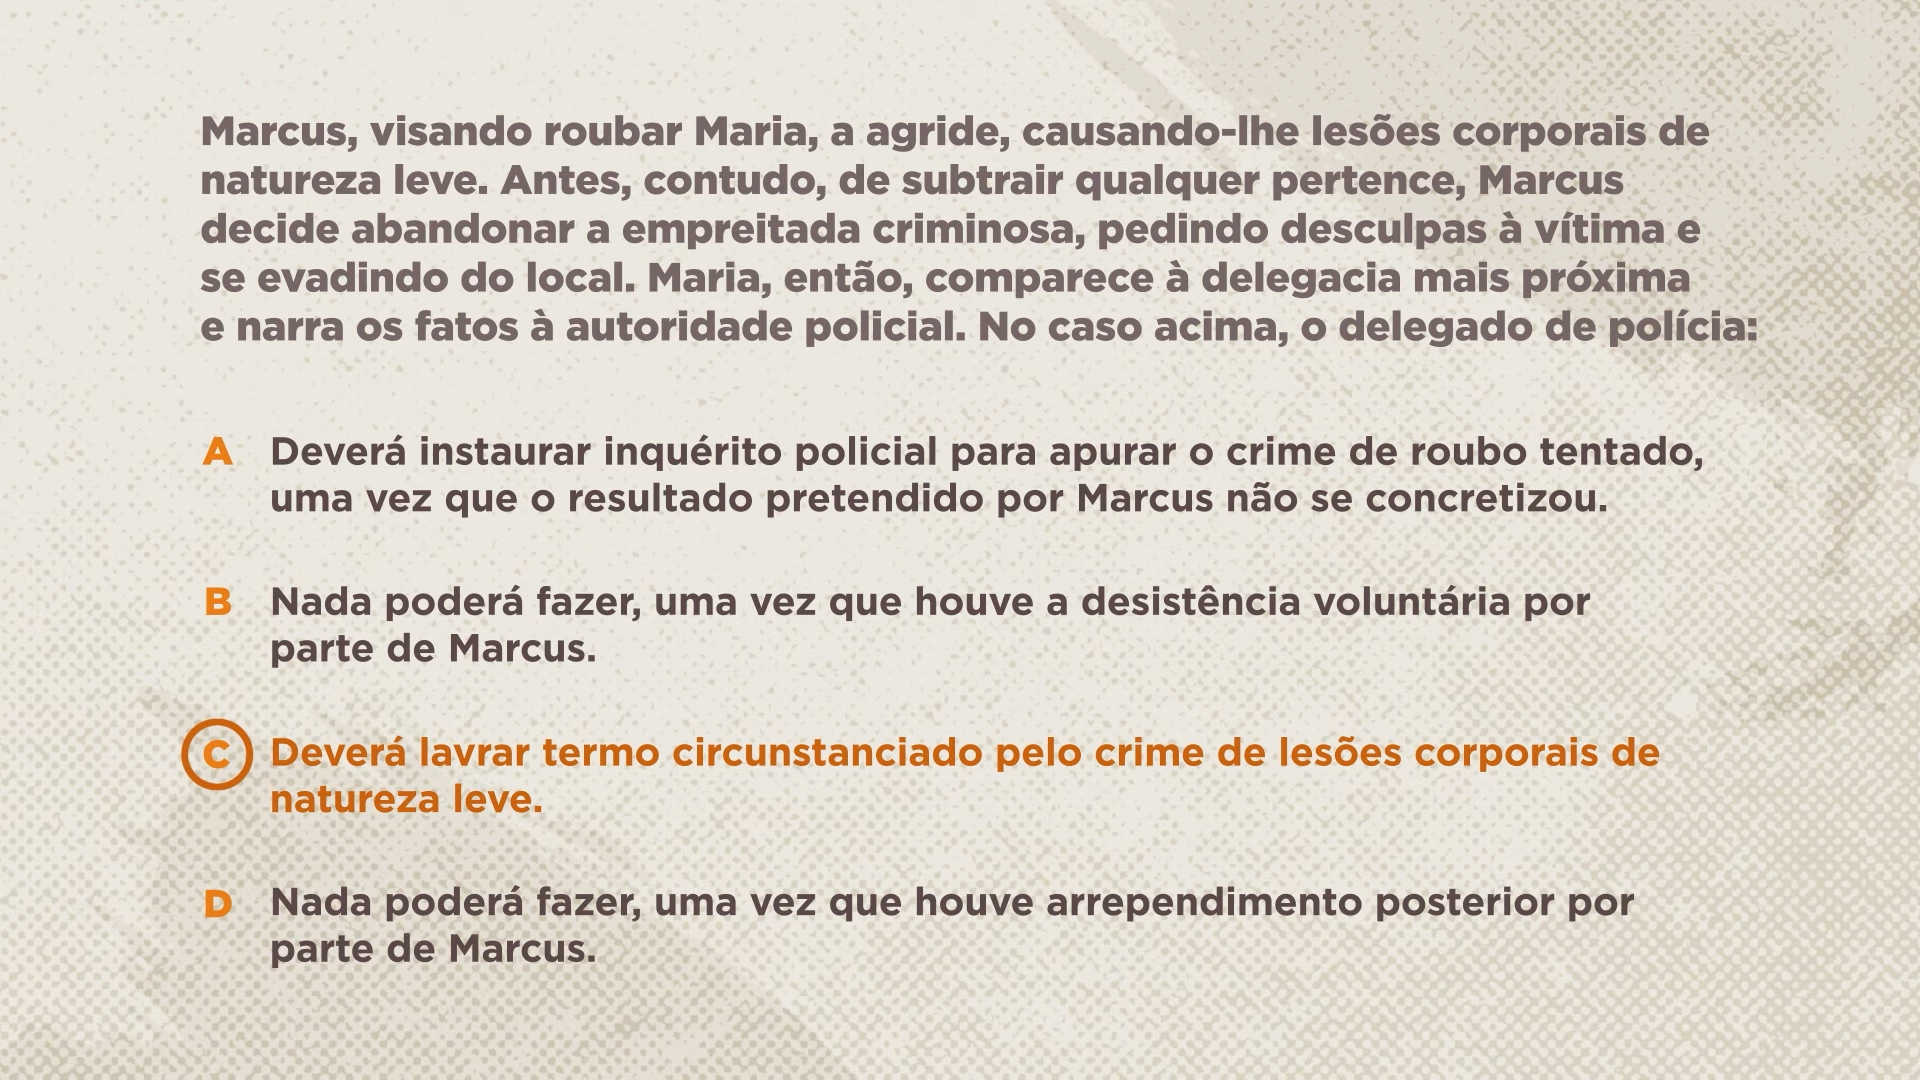 Marcus, visando roubar Maria, a agride, causando-lhe lesões corporais de
natureza leve. Antes, contudo, de subtrair qualquer pertence, Marcus
decide abandonar a empreitada criminosa, pedindo desculpas à vítima e
se evadindo do local. Maria, então, comparece à delegacia mais próxima
e narra os fatos à autoridade policial. No caso acima, o delegado de polícia:
A Deverá instaurar inquérito policial para apurar o crime de roubo tentado,
uma vez que o resultado pretendido por Marcus não se concretizou.
B Nada poderá fazer, uma vez que houve a desistência voluntária por
parte de Marcus.
C Deverá lavrar termo circunstanciado pelo crime de lesões corporais de
natureza leve.
D Nada poderá fazer, uma vez que houve arrependimento posterior por
parte de Marcus.